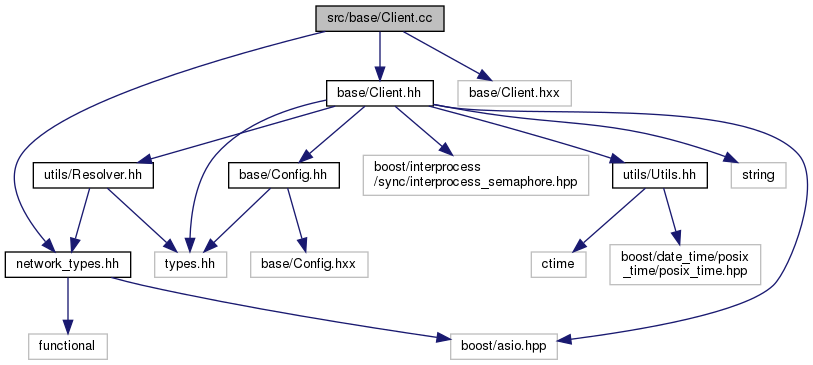 src/base/Client.cc
base/Client.hh
base/Client.hxx
utils/Resolver.hh
base/Config.hh
boost/interprocess
/sync/interprocess_semaphore.hpp
utils/Utils.hh
string
network_types.hh
types.hh
base/Config.hxx
ctime
boost/date_time/posix
_time/posix_time.hpp
functional
boost/asio.hpp